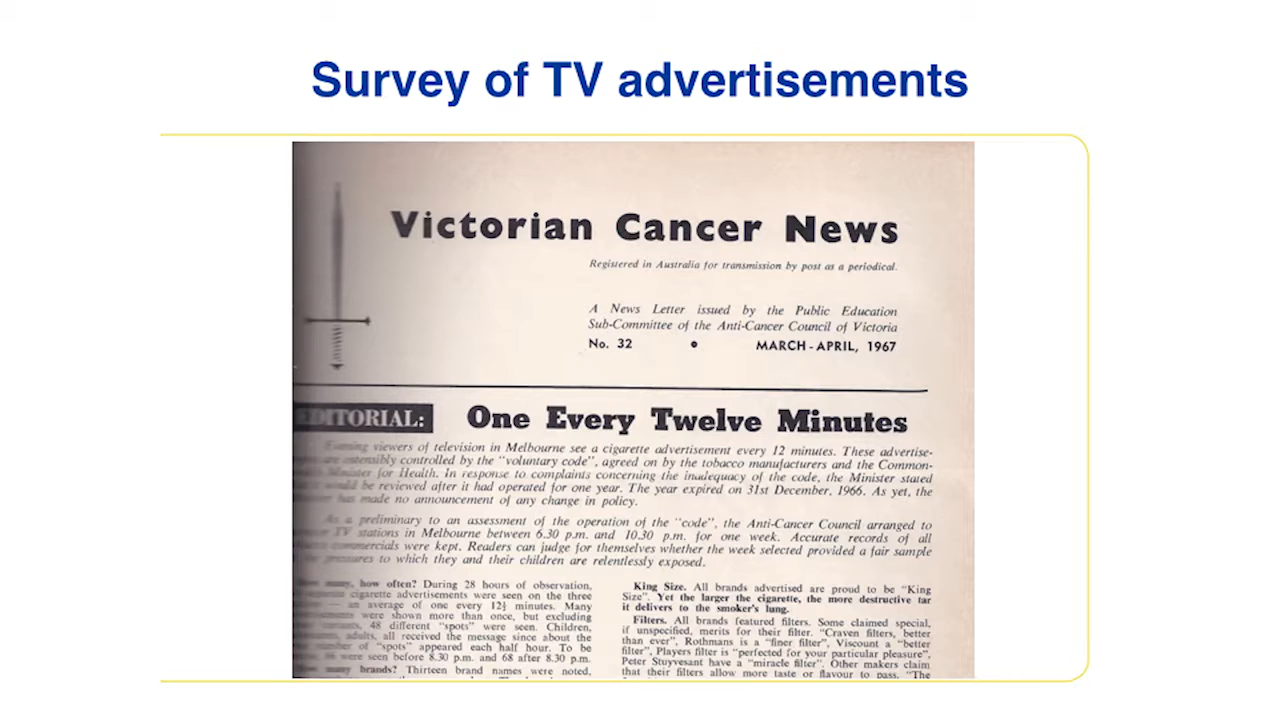 Survey of TV advertisements
Victorian Cancer News
Registered in Australia for transmission by post as a periodical.
A News Letter issued by the Public Education
Sub-Committee of the Anti-Cancer Council of Victoria
No. 32 • MARCH - APRIL, 1967
EDITORIAL: One Every Twelve Minutes
Evening viewers of television in Melbourne see a cigarette advertisement every 12 minutes. These advertise-
are ostensibly controlled by the "voluntary code", agreed on by the tobacco manufacturers and the Common-
Minister for Health. In response to complaints concerning the inadequacy of the code, the Minister stated
would be reviewed after it had operated for one year. The year expired on 31st December, 1966. As yet, the
has made no announcement of any change in policy.
As a preliminary to an assessment of the operation of the "code", the Anti-Cancer Council arranged to
TV stations in Melbourne between 6.30 p.m. and 10.30 p.m. for one week. Accurate records of all
commercials were kept. Readers can judge for themselves whether the week selected provided a fair sample
pressures to which they and their children are relentlessly exposed.
many, how often? During 28 hours of observation,
cigarette advertisements were seen on the three
— an average of one every 12½ minutes. Many
were shown more than once, but excluding
48 different "spots" were seen. Children,
adults, all received the message since about the
number of "spots" appeared each half hour. To be
were seen before 8.30 p.m. and 68 after 8.30 p.m.
many brands? Thirteen brand names were noted,
King Size. All brands advertised are proud to be "King
Size". Yet the larger the cigarette, the more destructive tar
it delivers to the smoker's lung.
Filters. All brands featured filters. Some claimed special,
if unspecified, merits for their filter. "Craven filters, better
than ever", Rothmans is a "finer filter", Viscount a "better
filter", Players filter is "perfected for your particular pleasure",
Peter Stuyvesant have a "miracle filter". Other makers claim
that their filters allow more taste or flavour to pass. "The